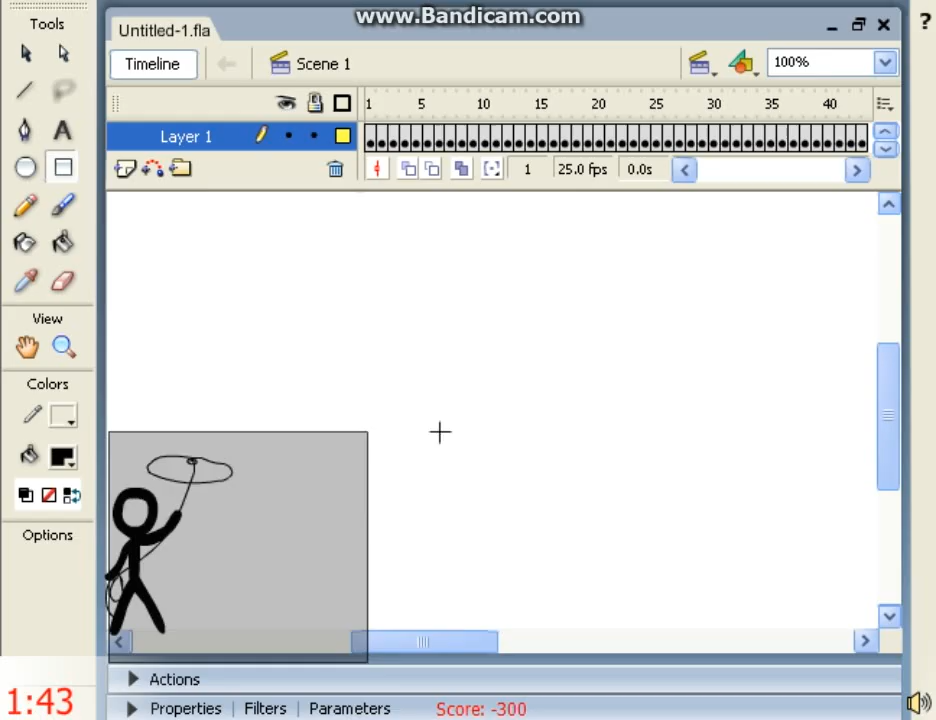 www.Bandicam.com
Tools
Untitled-1.fla
?
Timeline
Scene 1
100%
1 5 10 15 20 25 30 35 40
Layer 1
A
1 25.0 fps 0.0s
View
Colors
Options
Actions
1:43
Properties Filters Parameters Score: -300